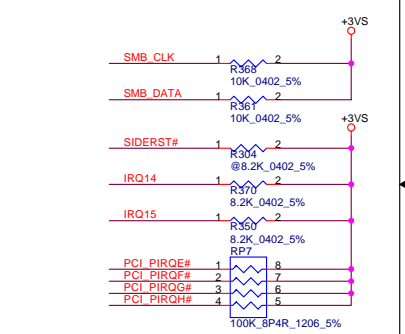 +3VS
SMB_CLK 1 2
R368
10K_0402_5%
SMB_DATA 1 2
R361
10K_0402_5%
+3VS
SIDERST# 1 2
R304
@8.2K_0402_5%
IRQ14 1 2
R370
8.2K_0402_5%
IRQ15 1 2
R350
8.2K_0402_5%
RP7
PCI_PIRQE# 1 8
PCI_PIRQF# 2 7
PCI_PIRQG# 3 6
PCI_PIRQH# 4 5
100K_8P4R_1206_5%